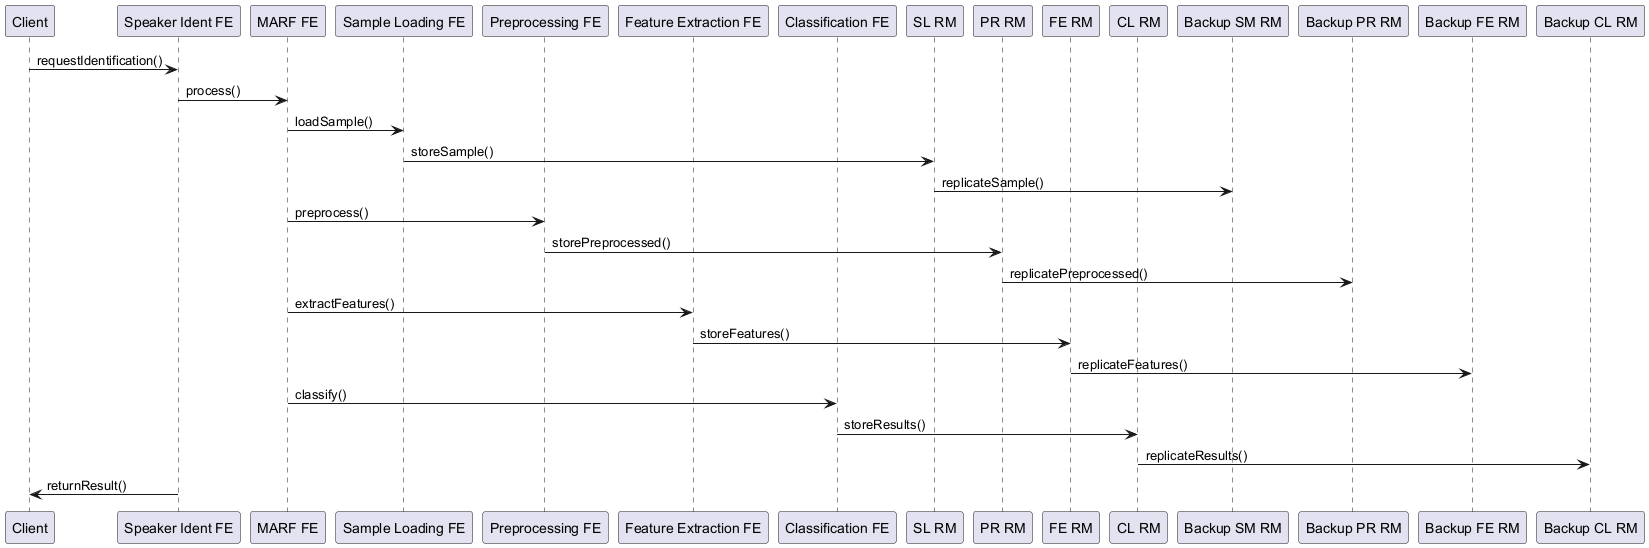 Client Speaker Ident FE MARF FE Sample Loading FE Preprocessing FE Feature Extraction FE Classification FE SL RM PR RM FE RM CL RM Backup SM RM Backup PR RM Backup FE RM Backup CL RM
requestIdentification()
process()
loadSample()
storeSample()
replicateSample()
preprocess()
storePreprocessed()
replicatePreprocessed()
extractFeatures()
storeFeatures()
replicateFeatures()
classify()
storeResults()
replicateResults()
returnResult()
Client Speaker Ident FE MARF FE Sample Loading FE Preprocessing FE Feature Extraction FE Classification FE SL RM PR RM FE RM CL RM Backup SM RM Backup PR RM Backup FE RM Backup CL RM